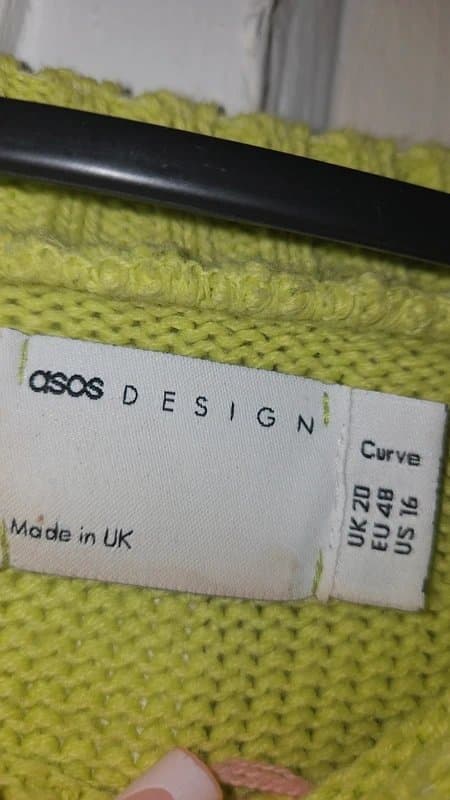 asos DESIGN
Made in UK
Curve
UK 20
EU 48
US 16